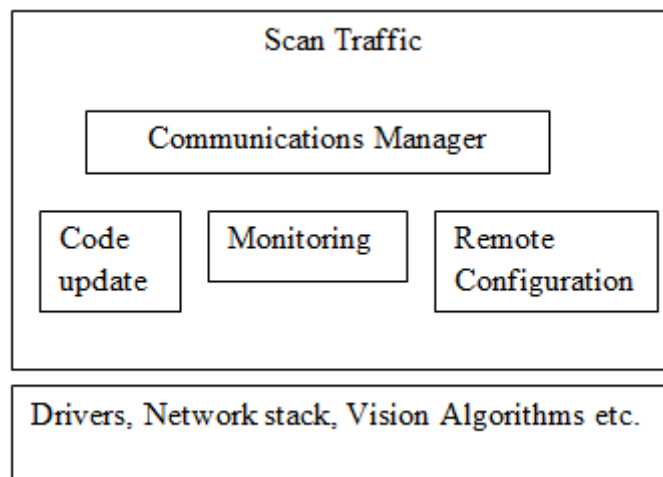 Scan Traffic
Communications Manager
Code
update
Monitoring
Remote
Configuration
Drivers, Network stack, Vision Algorithms etc.